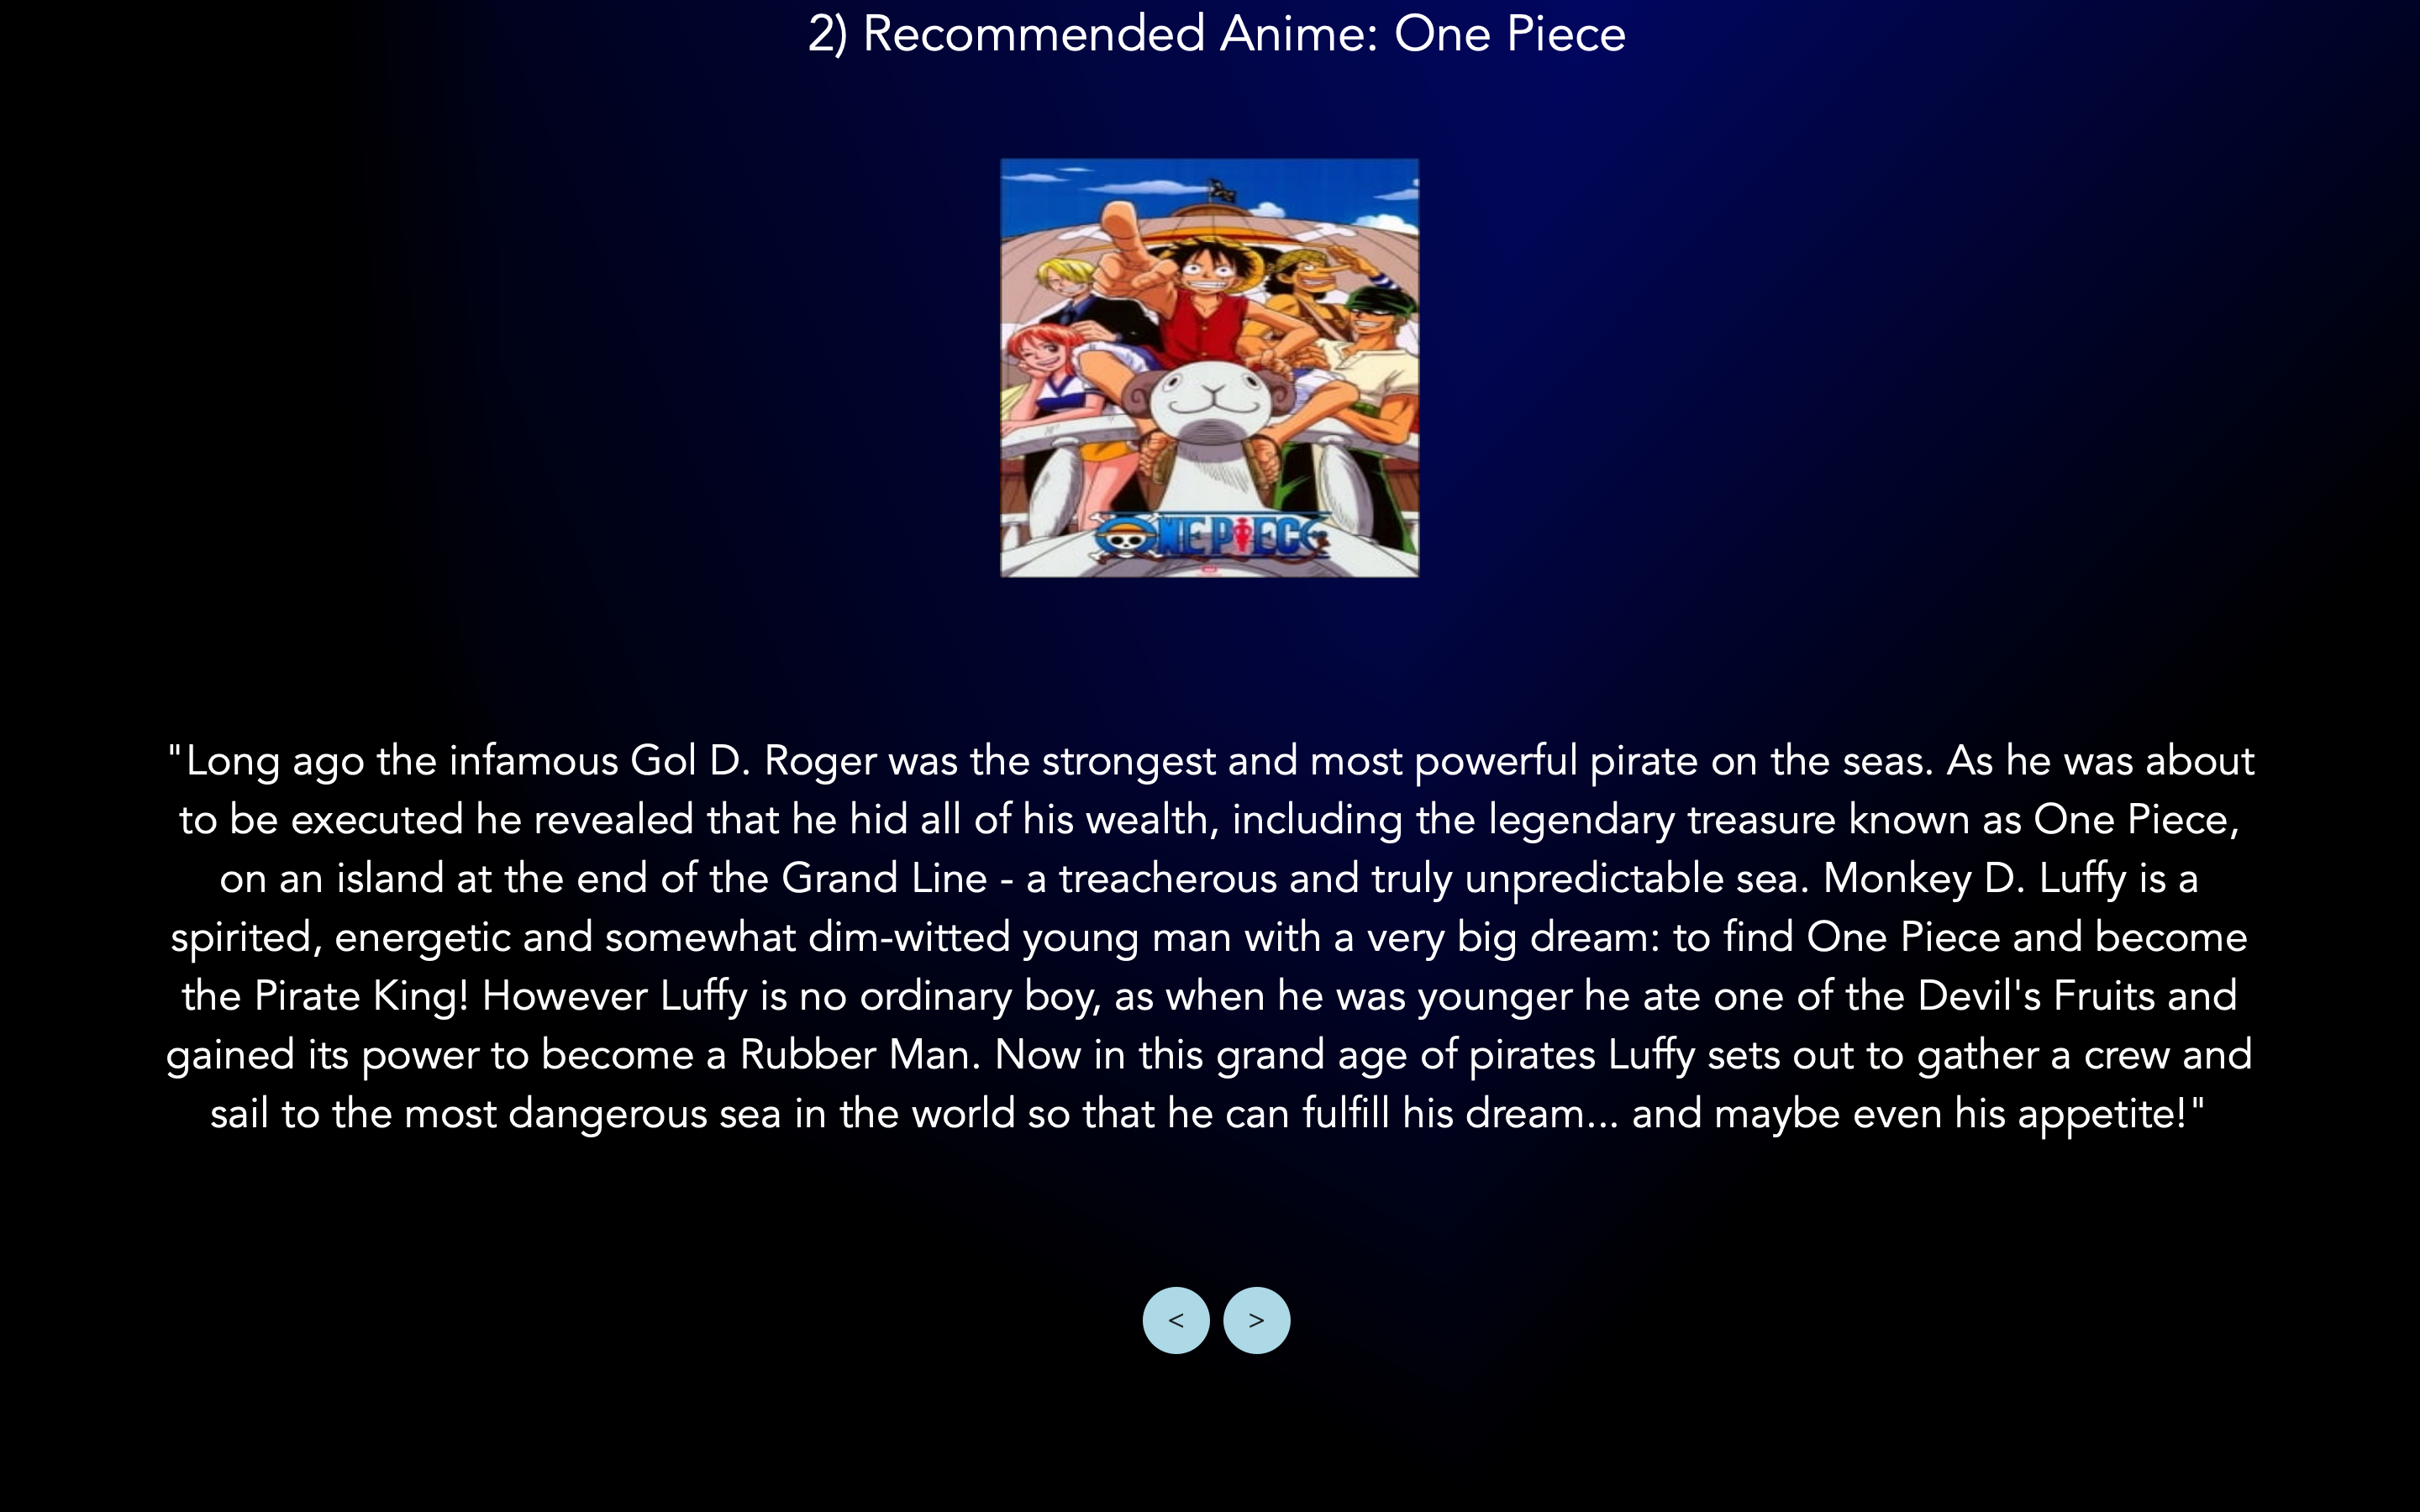 2) Recommended Anime: One Piece
ONE PIECE
"Long ago the infamous Gol D. Roger was the strongest and most powerful pirate on the seas. As he was about
to be executed he revealed that he hid all of his wealth, including the legendary treasure known as One Piece,
on an island at the end of the Grand Line - a treacherous and truly unpredictable sea. Monkey D. Luffy is a
spirited, energetic and somewhat dim-witted young man with a very big dream: to find One Piece and become
the Pirate King! However Luffy is no ordinary boy, as when he was younger he ate one of the Devil's Fruits and
gained its power to become a Rubber Man. Now in this grand age of pirates Luffy sets out to gather a crew and
sail to the most dangerous sea in the world so that he can fulfill his dream... and maybe even his appetite!"
< >